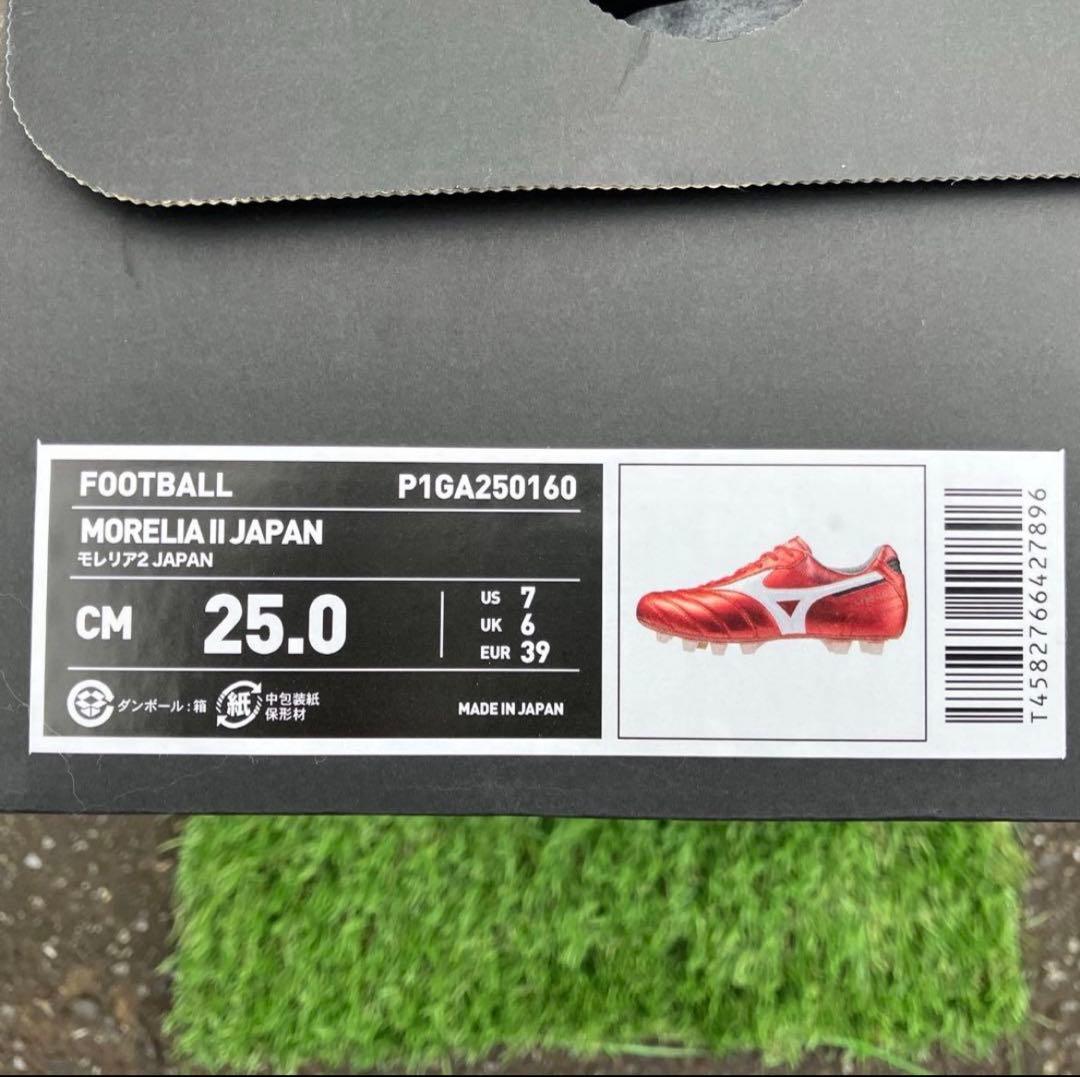 FOOTBALL P1GA250160
MORELIA II JAPAN
モレリア2 JAPAN
CM 25.0
US 7
UK 6
EUR 39
ダンボール:箱
紙 中包装紙
保形材
MADE IN JAPAN
T4582766427896